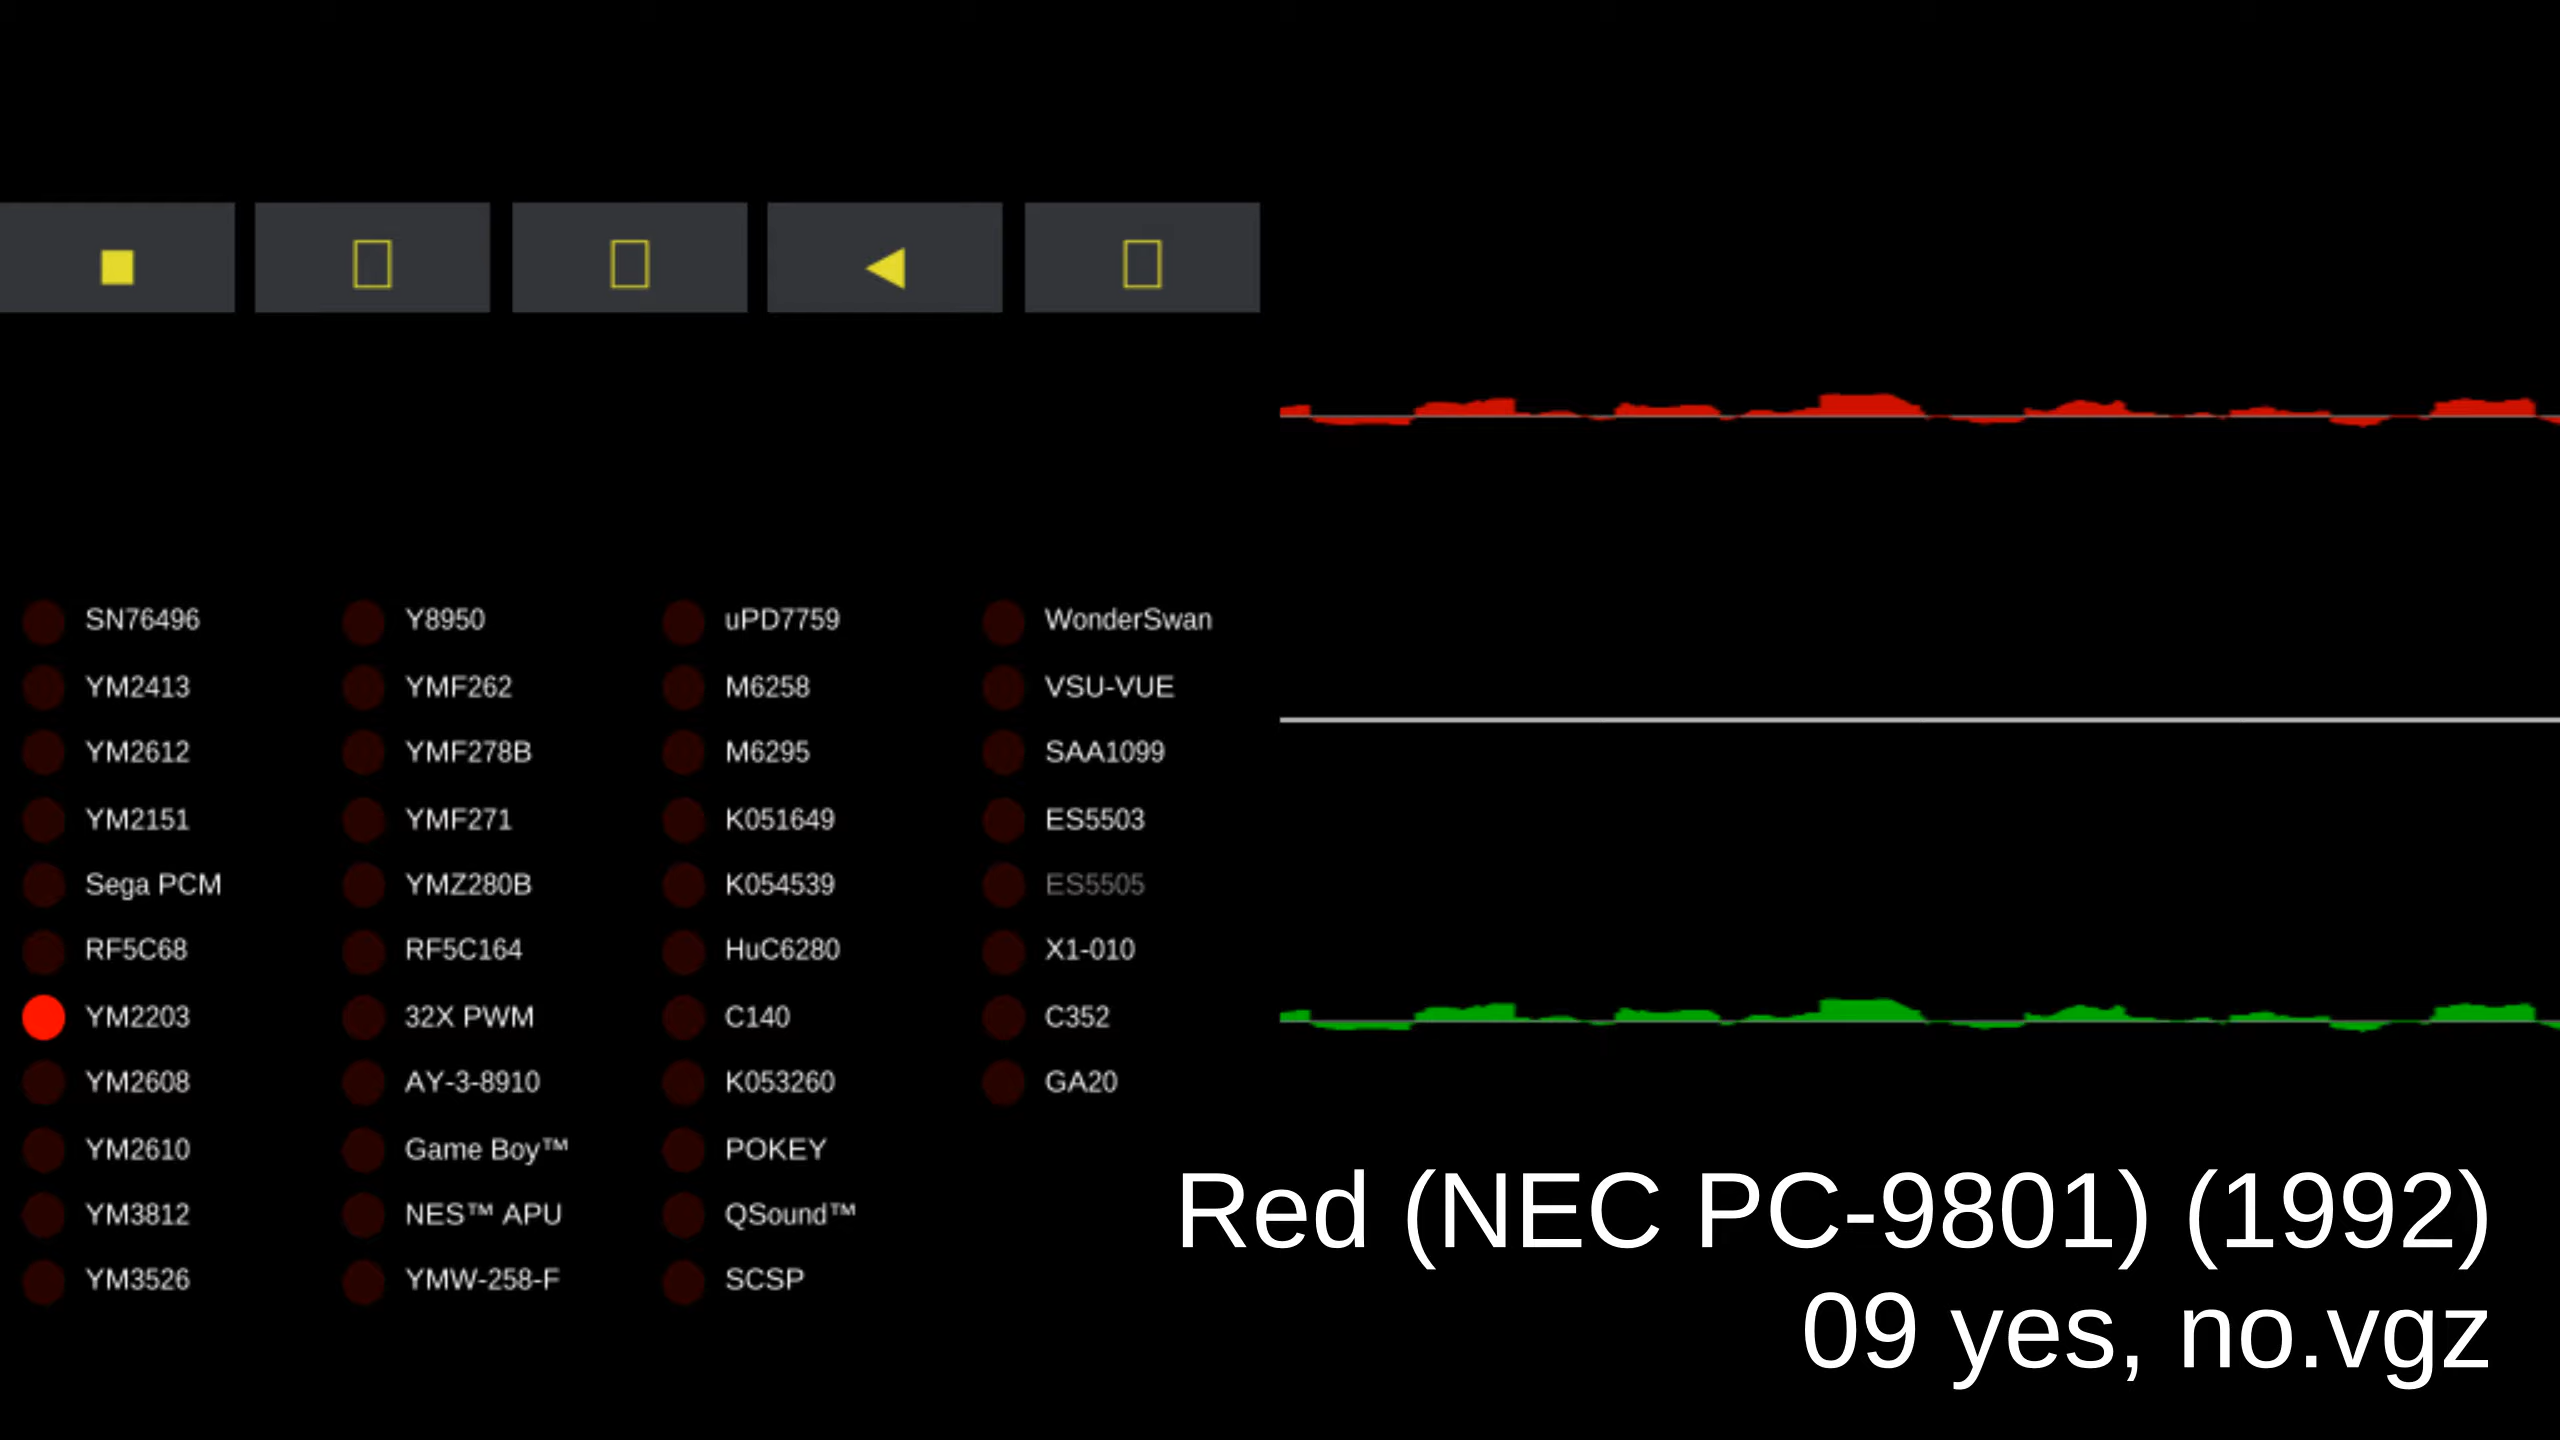 SN76496
YM2413
YM2612
YM2151
Sega PCM
RF5C68
YM2203
YM2608
YM2610
YM3812
YM3526
Y8950
YMF262
YMF278B
YMF271
YMZ280B
RF5C164
32X PWM
AY-3-8910
Game Boy™
NES™ APU
YMW-258-F
uPD7759
M6258
M6295
K051649
K054539
HuC6280
C140
K053260
POKEY
QSound™
SCSP
WonderSwan
VSU-VUE
SAA1099
ES5503
ES5505
X1-010
C352
GA20
Red (NEC PC-9801) (1992)
09 yes, no.vgz